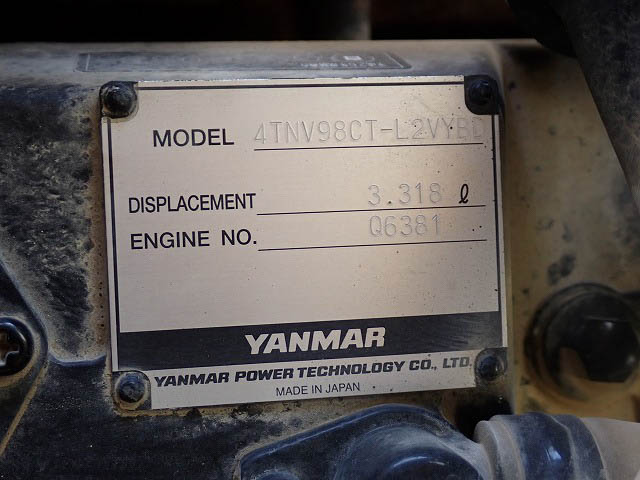 MODEL 4TNV98CT-L2VYBD
DISPLACEMENT 3.318 ℓ
ENGINE NO. Q6381
YANMAR
YANMAR POWER TECHNOLOGY CO., LTD.
MADE IN JAPAN